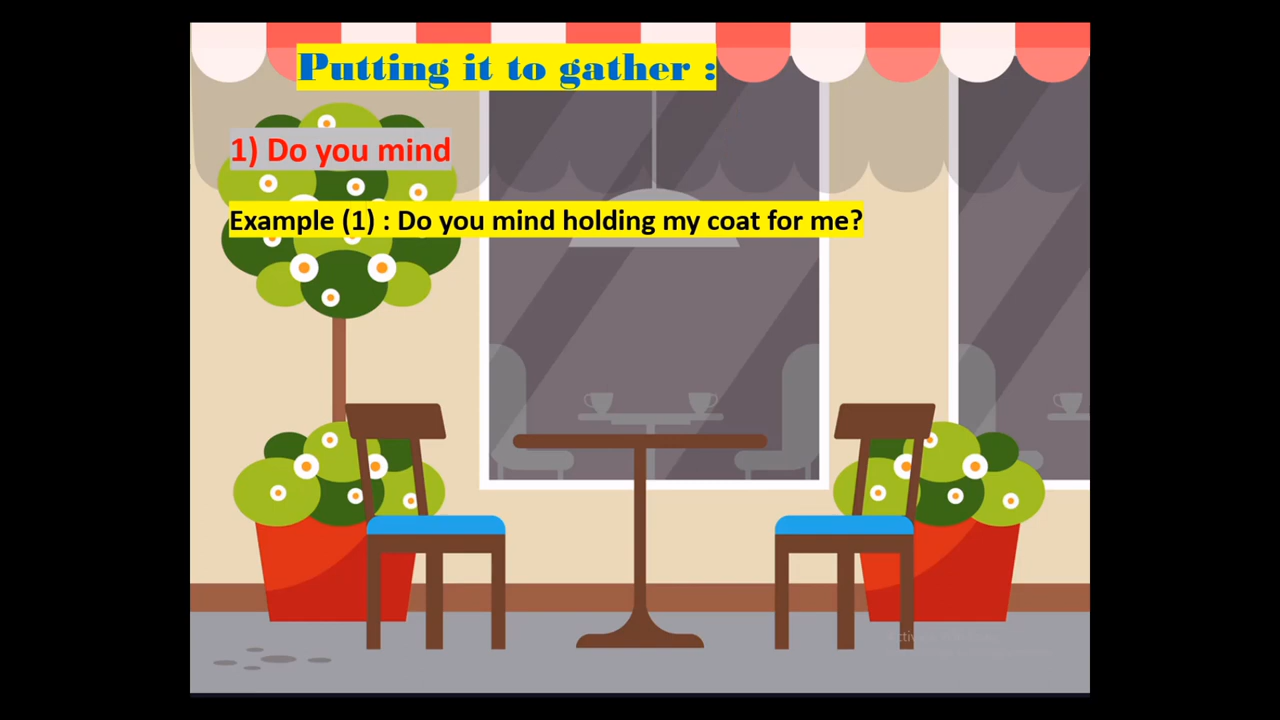 Putting it to gather :
1) Do you mind
Example (1) : Do you mind holding my coat for me?